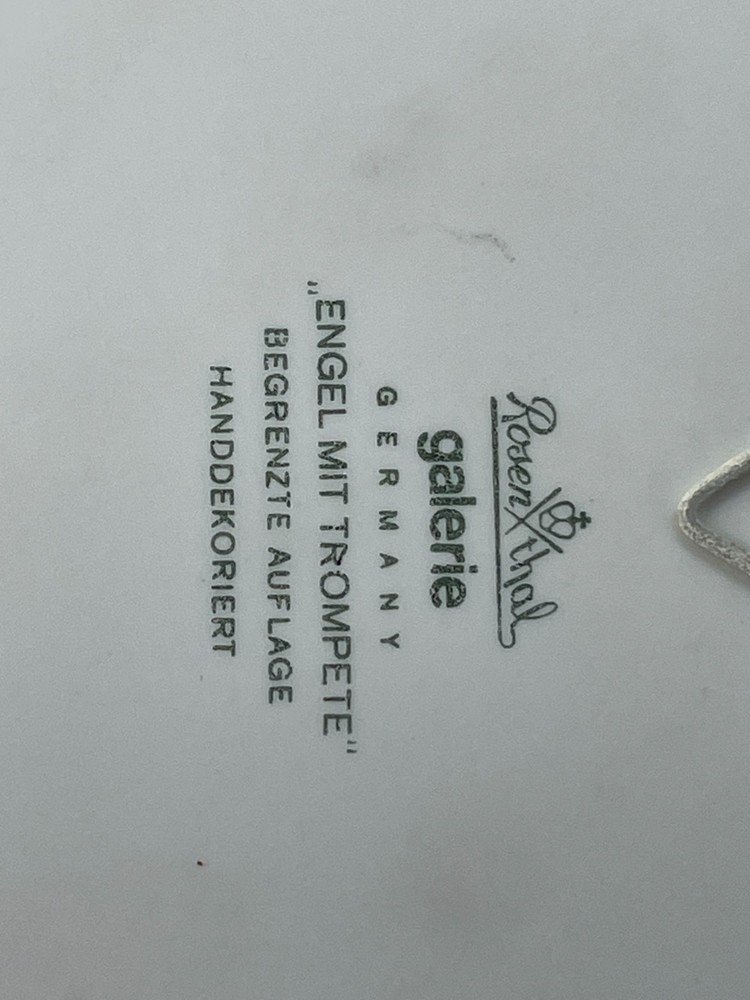 Rosenthal
galerie
GERMANY
„ENGEL MIT TROMPETE"
BEGRENZTE AUFLAGE
HANDDEKORIERT